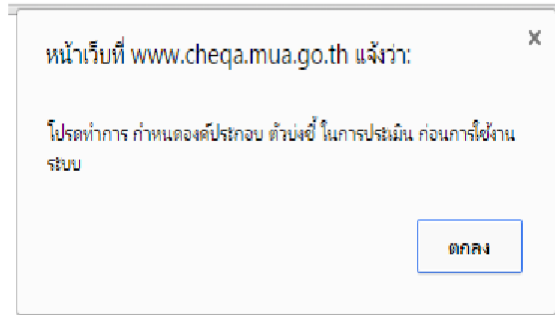 หน้าเว็บที่ www.cheqa.mua.go.th แจ้งว่า:
โปรดทำการ กำหนดองค์ประกอบ ตัวบ่งชี้ ในการประเมิน ก่อนการใช้งาน
ระบบ
ตกลง